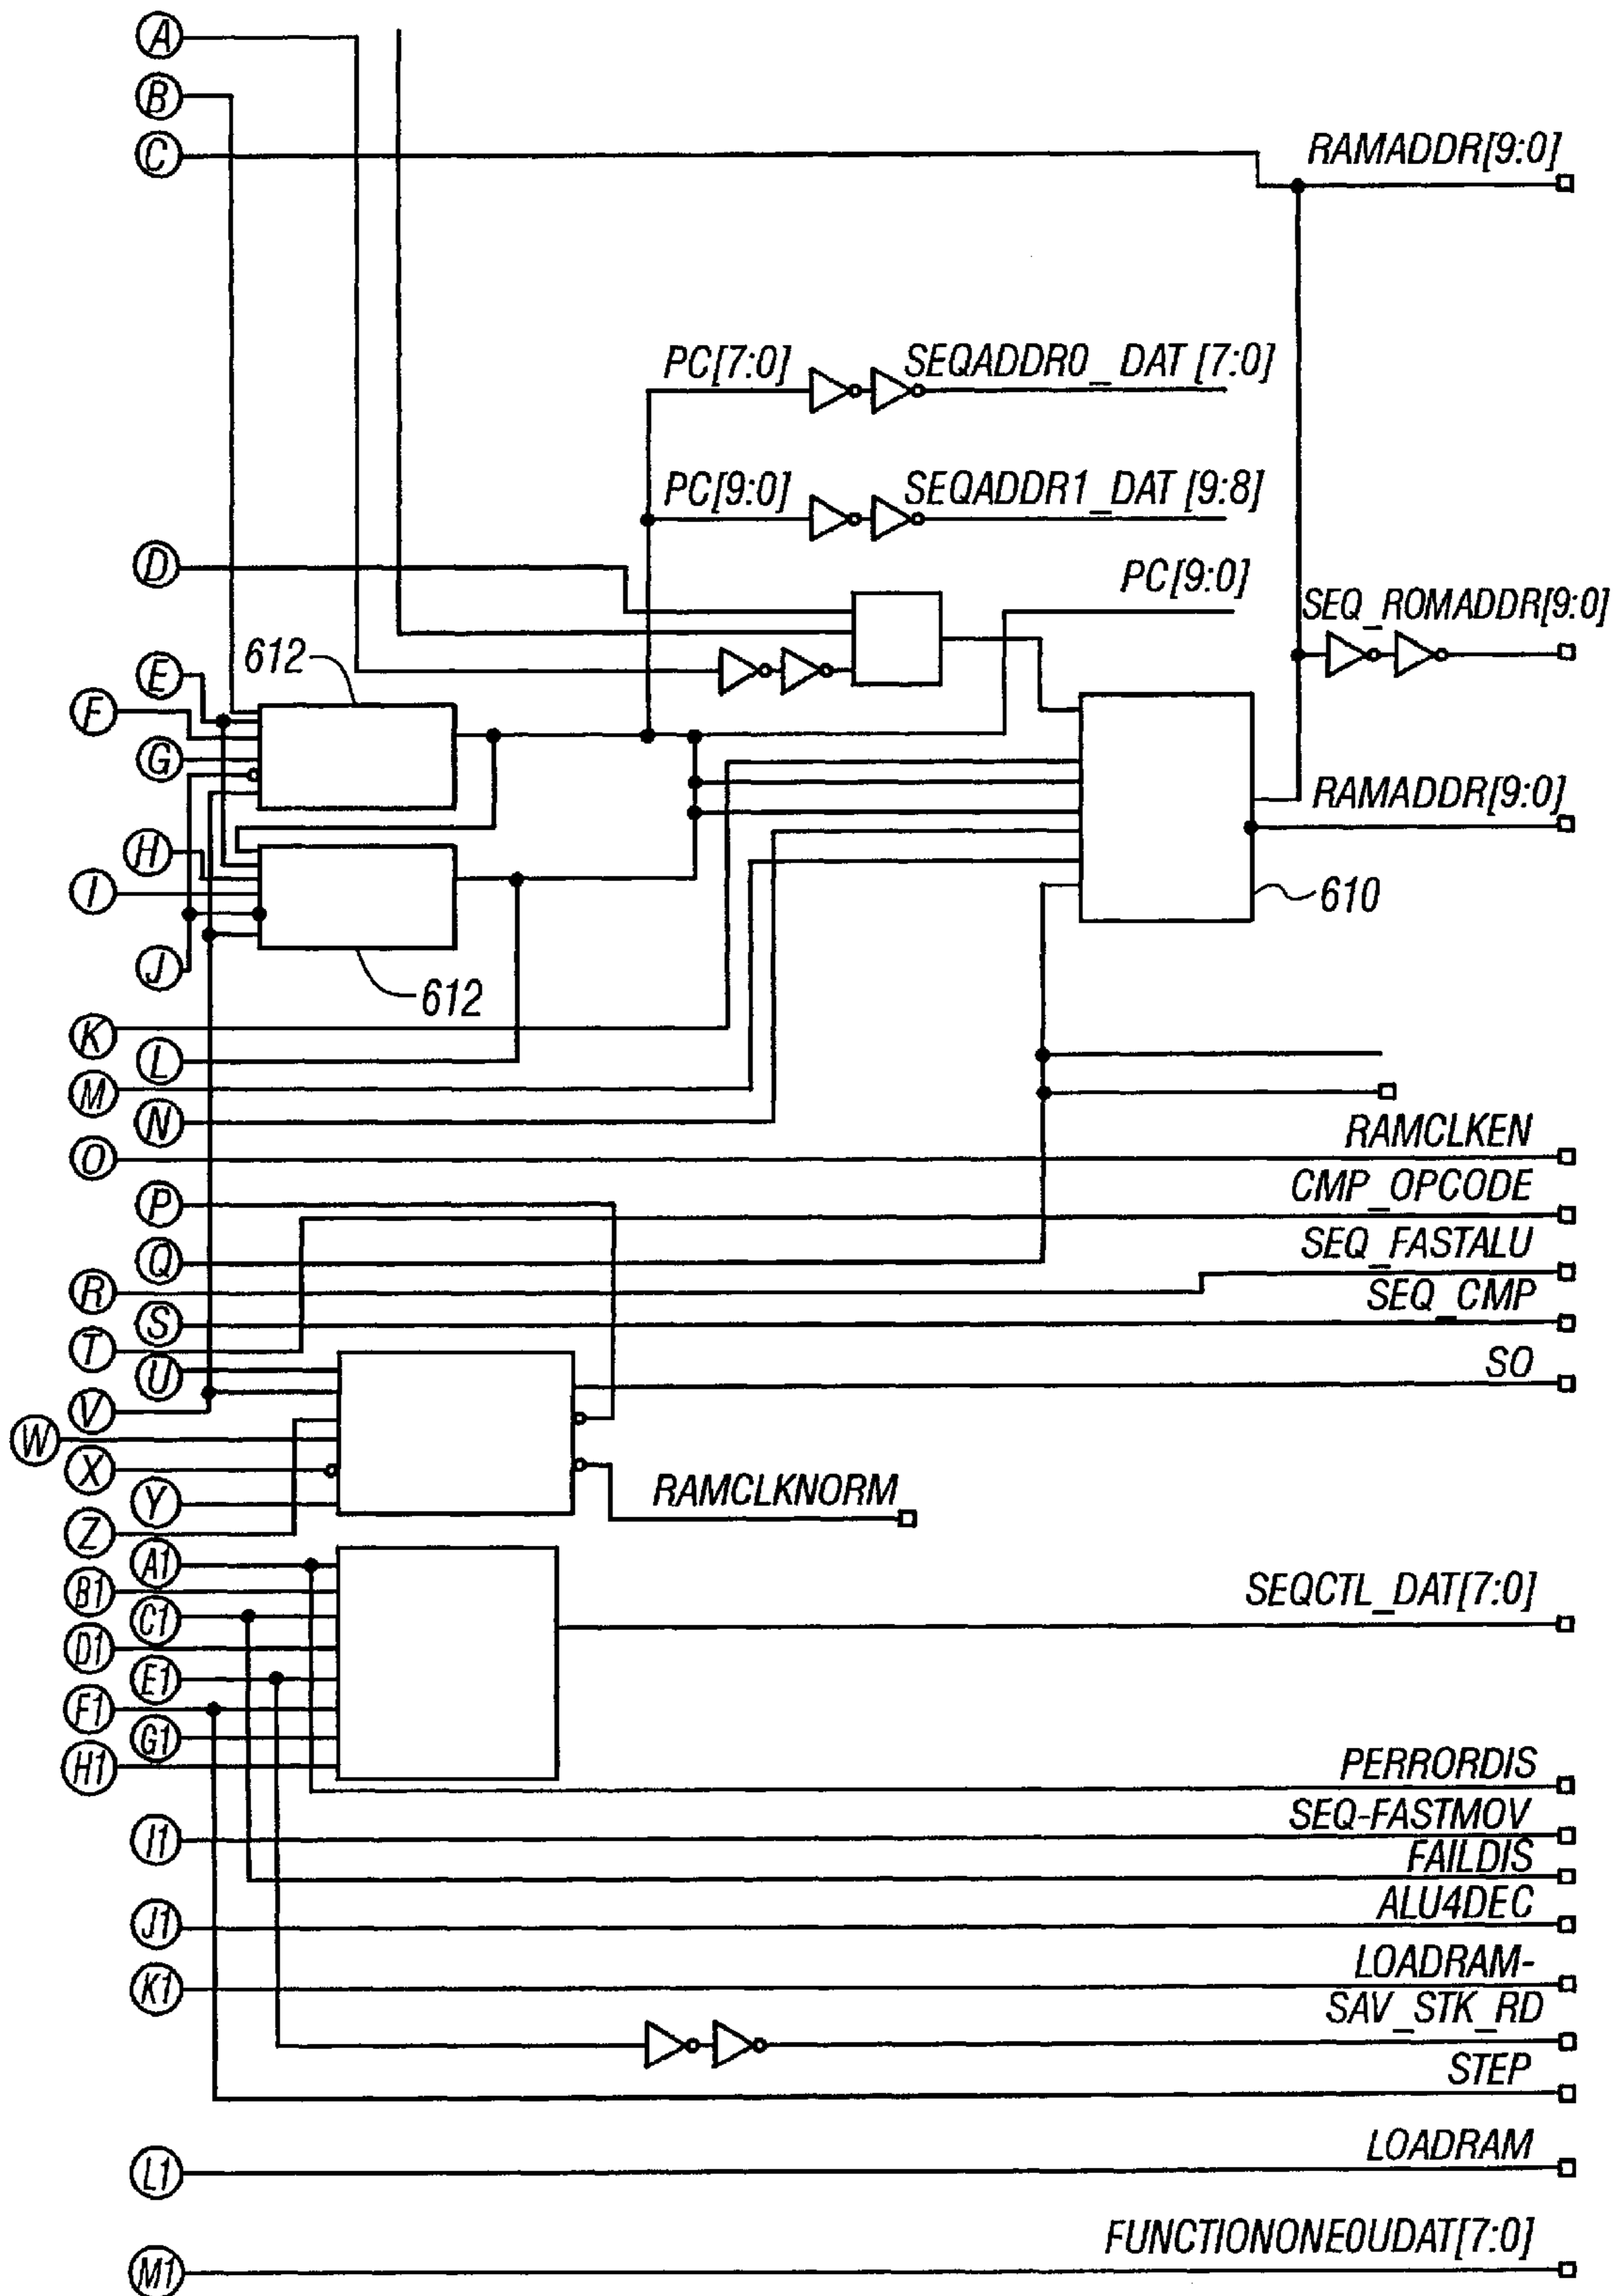 A
B
C
RAMADDR[9:0]
PC[7:0] SEQADDR0_DAT [7:0]
PC[9:0] SEQADDR1_DAT [9:8]
D
PC[9:0]
SEQ_ROMADDR[9:0]
E
612
F
G
RAMADDR[9:0]
H
I
610
J
612
K
L
M
N
O
RAMCLKEN
P
CMP_OPCODE
Q
SEQ_FASTALU
R
SEQ_CMP
S
T
U
SO
V
W
X
RAMCLKNORM
Y
Z
A1
B1
SEQCTL_DAT[7:0]
C1
D1
E1
F1
G1
H1
PERRORDIS
I1
SEQ-FASTMOV
FAILDIS
J1
ALU4DEC
K1
LOADRAM-
SAV_STK_RD
STEP
L1
LOADRAM
M1
FUNCTIONONE0UDAT[7:0]